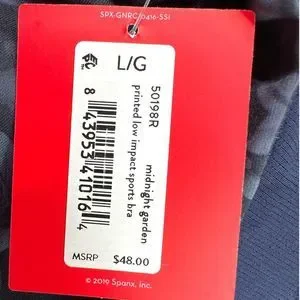 SPX-GNRC-0416-SS1
L/G
50198R
midnight garden
printed low impact sports bra
8 43953 41016 4
MSRP $48.00
© 2019 Spanx, Inc.